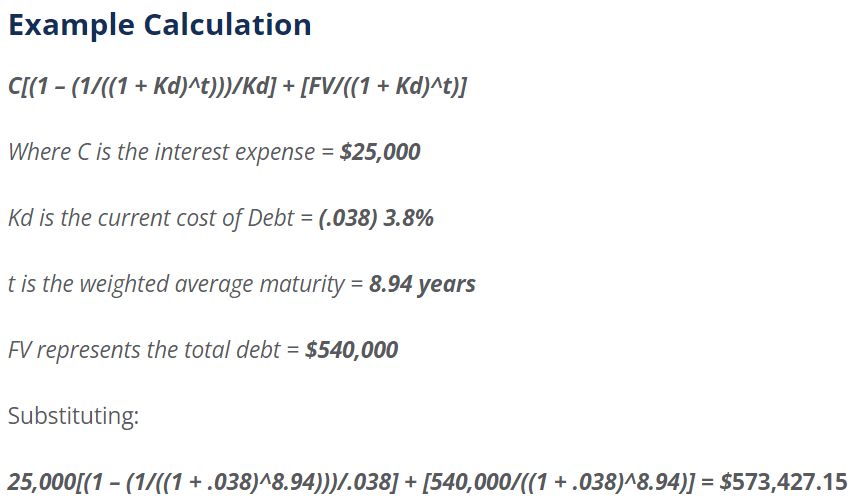 Example Calculation
C[(1 – (1/((1 + Kd)^t)))/Kd] + [FV/((1 + Kd)^t)]
Where C is the interest expense = $25,000
Kd is the current cost of Debt = (.038) 3.8%
t is the weighted average maturity = 8.94 years
FV represents the total debt = $540,000
Substituting:
25,000[(1 – (1/((1 + .038)^8.94)))/.038] + [540,000/((1 + .038)^8.94)] = $573,427.15